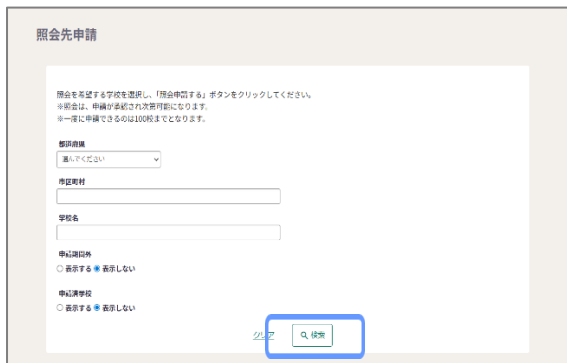 照会先申請
照会を希望する学校を選択し、「照会申請する」ボタンをクリックしてください。
※照会は、申請が承認され次第可能になります。
※一度に申請できるのは100校までとなります。
都道府県
選んでください
市区町村
学校名
申請期間外
表示する 表示しない
申請済学校
表示する 表示しない
クリア 検索